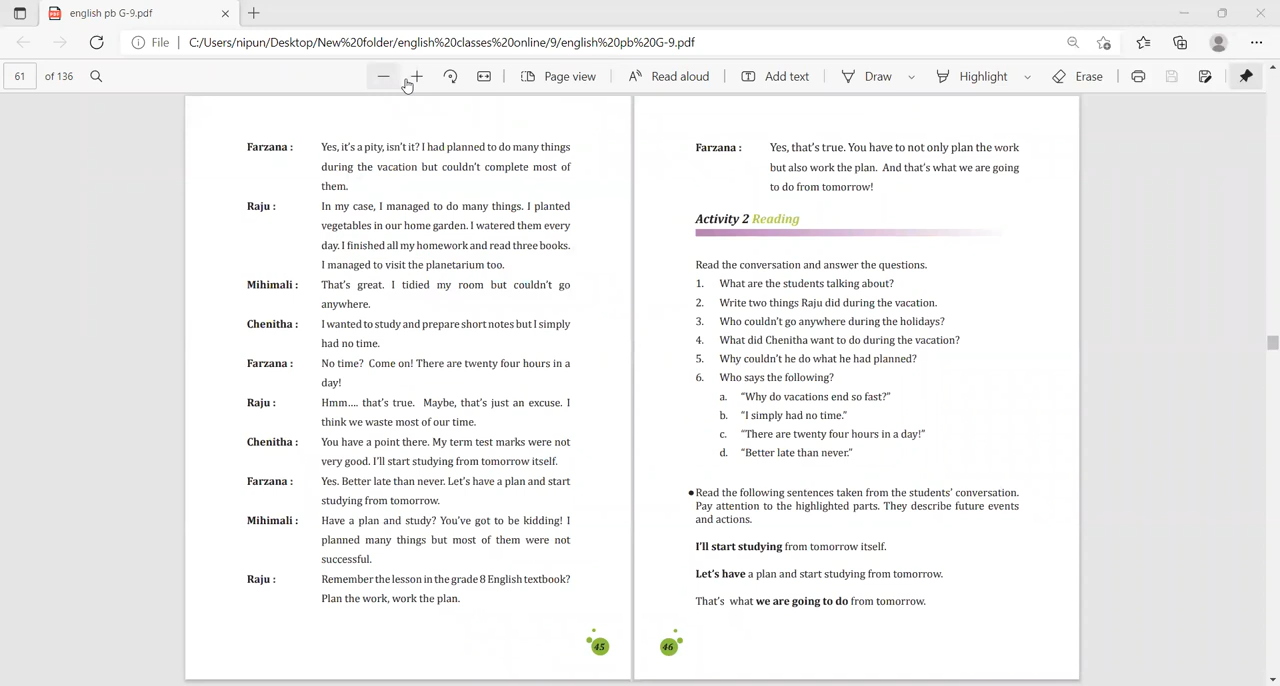 english pb G-9.pdf
File | C:/Users/nipun/Desktop/New%20folder/english%20classes%20online/9/english%20pb%20G-9.pdf
61 of 136 Page view Read aloud Add text Draw Highlight Erase
Farzana : Yes, it's a pity, isn't it? I had planned to do many things
during the vacation but couldn't complete most of
them.
Raju : In my case, I managed to do many things. I planted
vegetables in our home garden. I watered them every
day. I finished all my homework and read three books.
I managed to visit the planetarium too.
Mihimali : That's great. I tidied my room but couldn't go
anywhere.
Chenitha : I wanted to study and prepare short notes but I simply
had no time.
Farzana : No time? Come on! There are twenty four hours in a
day!
Raju : Hmm.... that's true. Maybe, that's just an excuse. I
think we waste most of our time.
Chenitha : You have a point there. My term test marks were not
very good. I'll start studying from tomorrow itself.
Farzana : Yes. Better late than never. Let's have a plan and start
studying from tomorrow.
Mihimali : Have a plan and study? You've got to be kidding! I
planned many things but most of them were not
successful.
Raju : Remember the lesson in the grade 8 English textbook?
Plan the work, work the plan.
45
Farzana : Yes, that's true. You have to not only plan the work
but also work the plan. And that's what we are going
to do from tomorrow!
Activity 2 Reading
Read the conversation and answer the questions.
1. What are the students talking about?
2. Write two things Raju did during the vacation.
3. Who couldn't go anywhere during the holidays?
4. What did Chenitha want to do during the vacation?
5. Why couldn't he do what he had planned?
6. Who says the following?
a. "Why do vacations end so fast?"
b. "I simply had no time."
c. "There are twenty four hours in a day!"
d. "Better late than never."
● Read the following sentences taken from the students' conversation.
Pay attention to the highlighted parts. They describe future events
and actions.
I'll start studying from tomorrow itself.
Let's have a plan and start studying from tomorrow.
That's what we are going to do from tomorrow.
46